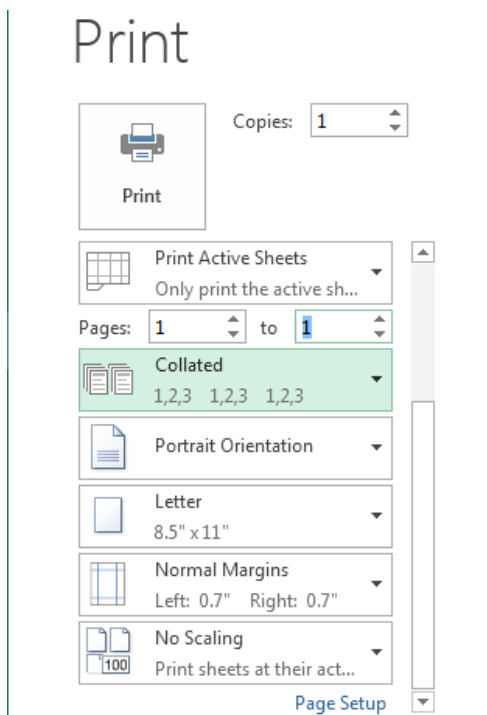 Print
Copies: 1
Print
Print Active Sheets
Only print the active sh...
Pages: 1 to 1
Collated
1,2,3 1,2,3 1,2,3
Portrait Orientation
Letter
8.5" x 11"
Normal Margins
Left: 0.7" Right: 0.7"
No Scaling
100
Print sheets at their act...
Page Setup